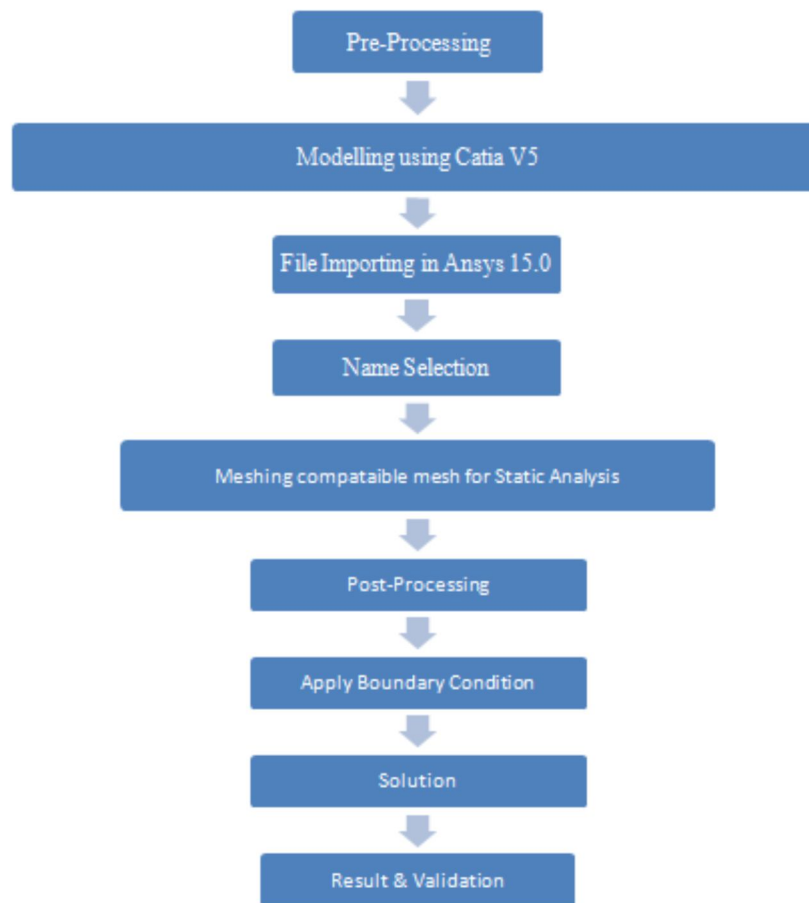 Pre-Processing
Modelling using Catia V5
File Importing in Ansys 15.0
Name Selection
Meshing compataible mesh for Static Analysis
Post-Processing
Apply Boundary Condition
Solution
Result & Validation